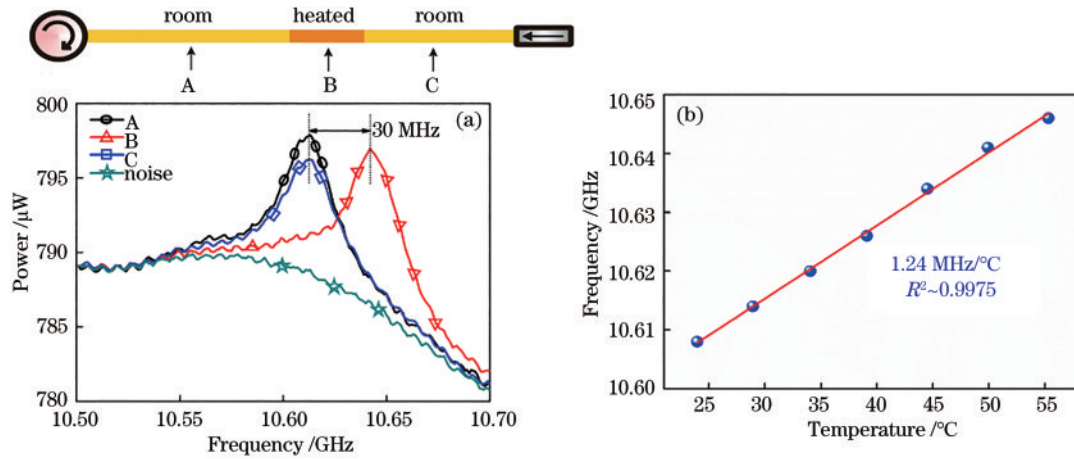 room heated room
A B C
800
795
790
785
780
Power /μW
A
B
C
noise
(a)
30 MHz
10.50 10.55 10.60 10.65 10.70
Frequency /GHz
(b)
10.65
10.64
10.63
10.62
10.61
10.60
Frequency /GHz
1.24 MHz/℃
R²~0.9975
25 29 35 39 45 50 55
Temperature /℃